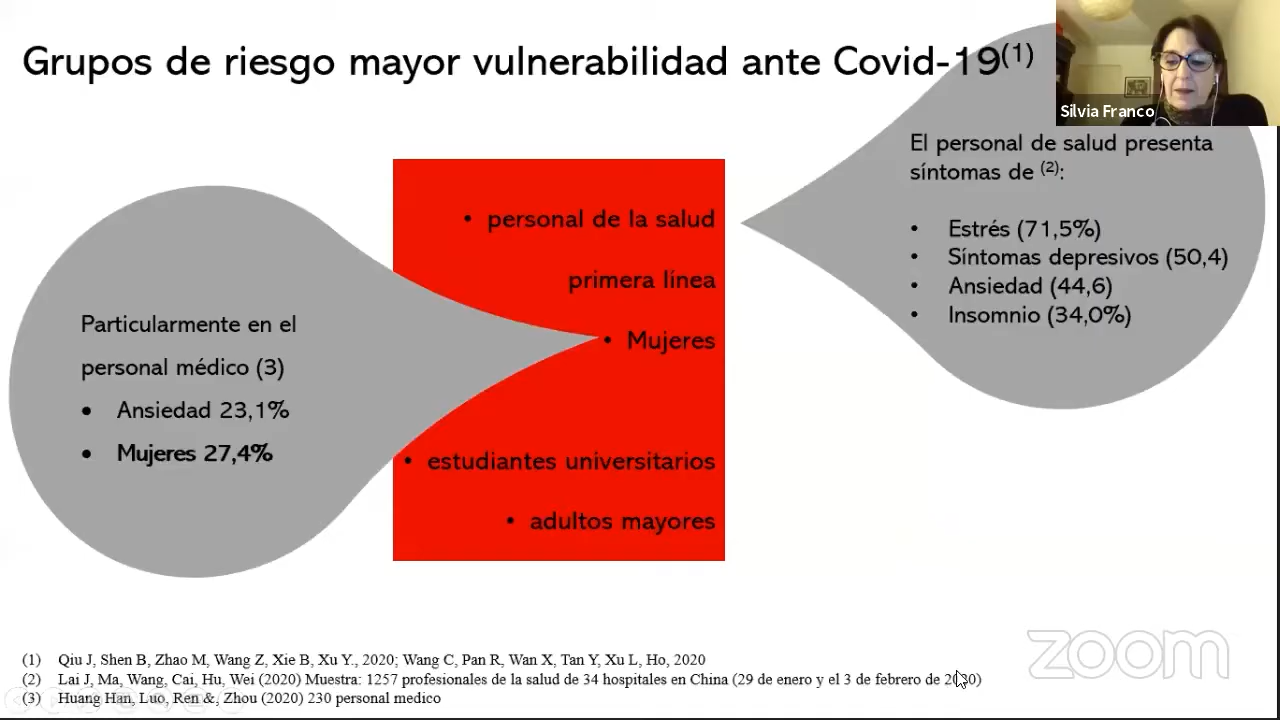 Grupos de riesgo mayor vulnerabilidad ante Covid-19(1)
Silvia Franco
El personal de salud presenta
síntomas de (2):
• Estrés (71,5%)
• Síntomas depresivos (50,4)
• Ansiedad (44,6)
• Insomnio (34,0%)
• personal de la salud
primera línea
• Mujeres
• estudiantes universitarios
• adultos mayores
Particularmente en el
personal médico (3)
• Ansiedad 23,1%
• Mujeres 27,4%
(1) Qiu J, Shen B, Zhao M, Wang Z, Xie B, Xu Y., 2020; Wang C, Pan R, Wan X, Tan Y, Xu L, Ho, 2020
(2) Lai J, Ma, Wang, Cai, Hu, Wei (2020) Muestra: 1257 profesionales de la salud de 34 hospitales en China (29 de enero y el 3 de febrero de 2020)
(3) Huang Han, Luo, Ren &, Zhou (2020) 230 personal medico
zoom